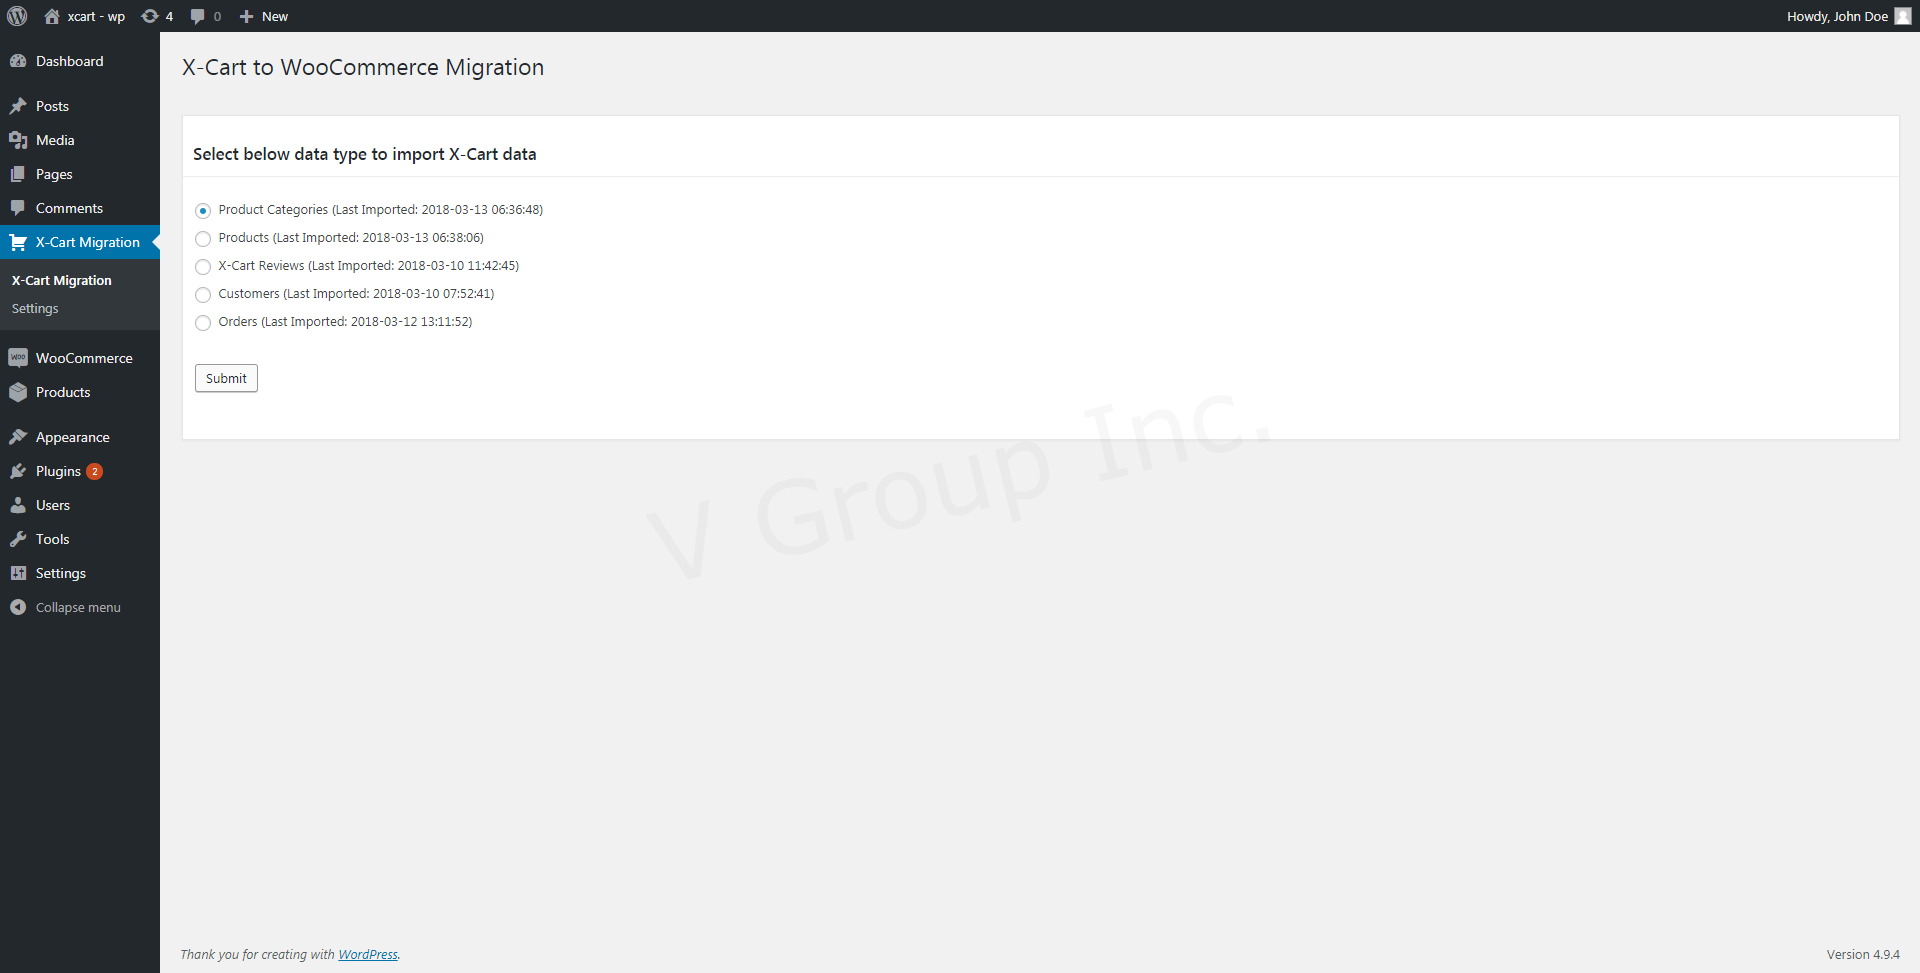 xcart - wp 4 0 New Howdy, John Doe
Dashboard
Posts
Media
Pages
Comments
X-Cart Migration
X-Cart Migration
Settings
WooCommerce
Products
Appearance
Plugins 2
Users
Tools
Settings
Collapse menu
X-Cart to WooCommerce Migration
Select below data type to import X-Cart data
Product Categories (Last Imported: 2018-03-13 06:36:48)
Products (Last Imported: 2018-03-13 06:38:06)
X-Cart Reviews (Last Imported: 2018-03-10 11:42:45)
Customers (Last Imported: 2018-03-10 07:52:41)
Orders (Last Imported: 2018-03-12 13:11:52)
Submit
V Group Inc.
Thank you for creating with WordPress. Version 4.9.4